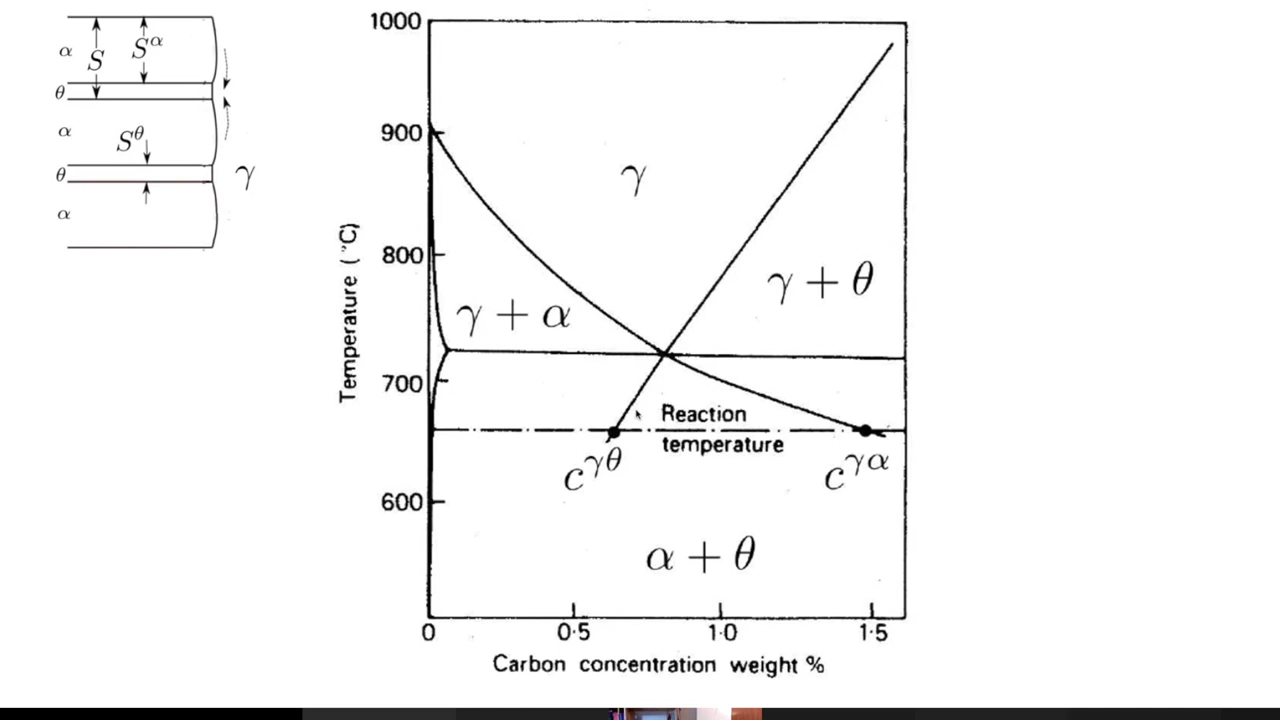 α
S
S^α
θ
α
S^θ
θ
γ
α
1000
900
800
700
600
Temperature (°C)
γ
γ + θ
γ + α
Reaction
temperature
c^γθ
c^γα
α + θ
0
0·5
1·0
1·5
Carbon concentration weight %